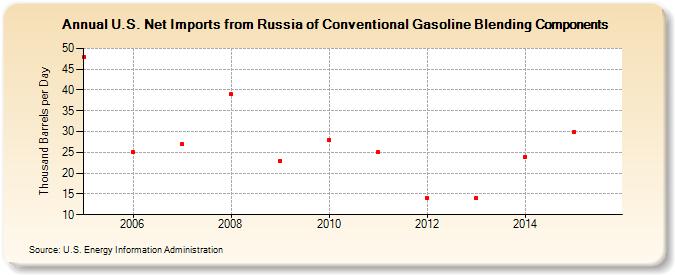 Annual U.S. Net Imports from Russia of Conventional Gasoline Blending Components
Thousand Barrels per Day
50
45
40
35
30
25
20
15
10
2006 2008 2010 2012 2014
Source: U.S. Energy Information Administration